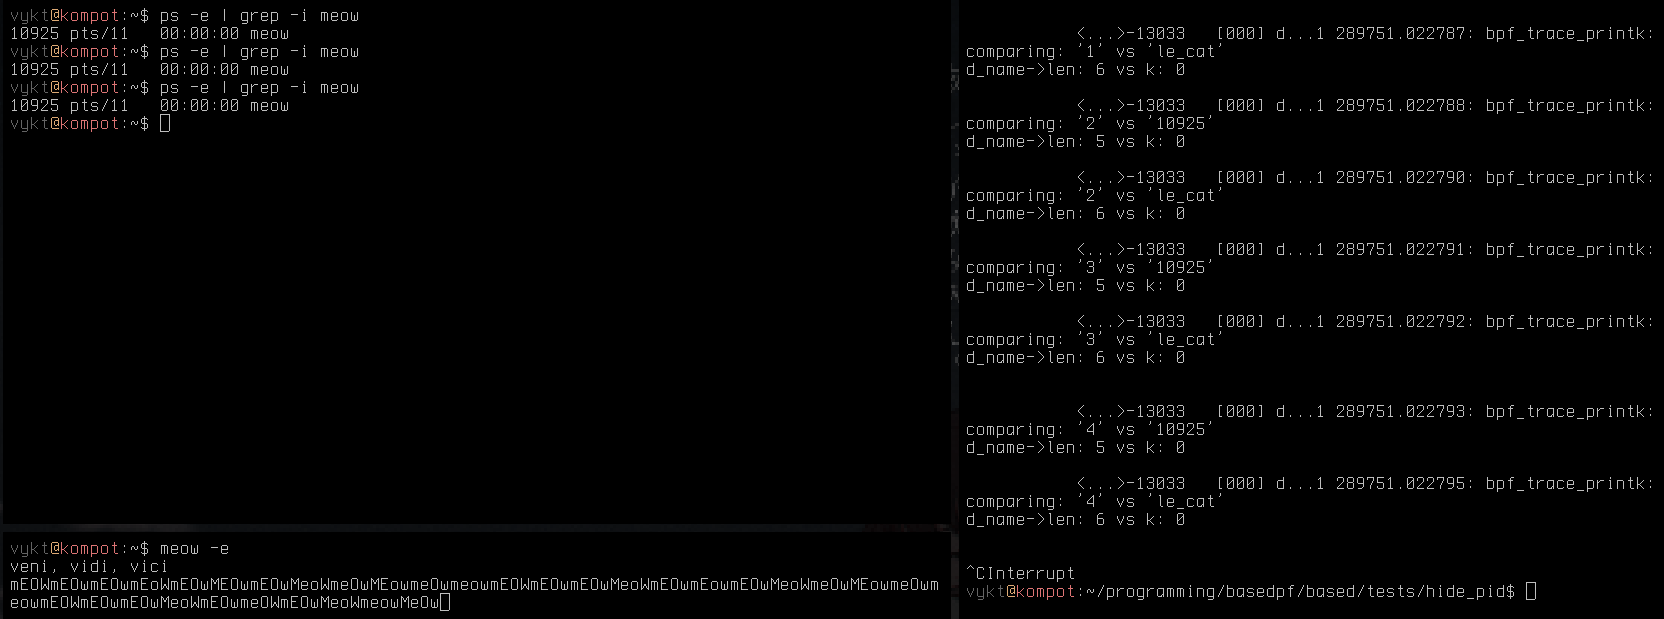 vykt@kompot:~$ ps -e | grep -i meow
10925 pts/11   00:00:00 meow
vykt@kompot:~$ ps -e | grep -i meow
10925 pts/11   00:00:00 meow
vykt@kompot:~$ ps -e | grep -i meow
10925 pts/11   00:00:00 meow
vykt@kompot:~$
vykt@kompot:~$ meow -e
veni, vidi, vici
mEOWmEOwmEOwmEoWmEOwMEOwmEOwMeoWmeOwMEowmeOwmeowmEOWmEOwmEOwMeoWmEOwmEowmEOwMeoWmeOwMEowmeOwm
eowmEOWmEOwmEOwMeoWmEOwmeOWmEOwMeoWmeowMeOw
<...>-13033   [000] d...1 289751.022787: bpf_trace_printk:
comparing: '1' vs 'le_cat'
d_name->len: 6 vs k: 0
<...>-13033   [000] d...1 289751.022788: bpf_trace_printk:
comparing: '2' vs '10925'
d_name->len: 5 vs k: 0
<...>-13033   [000] d...1 289751.022790: bpf_trace_printk:
comparing: '2' vs 'le_cat'
d_name->len: 6 vs k: 0
<...>-13033   [000] d...1 289751.022791: bpf_trace_printk:
comparing: '3' vs '10925'
d_name->len: 5 vs k: 0
<...>-13033   [000] d...1 289751.022792: bpf_trace_printk:
comparing: '3' vs 'le_cat'
d_name->len: 6 vs k: 0
<...>-13033   [000] d...1 289751.022793: bpf_trace_printk:
comparing: '4' vs '10925'
d_name->len: 5 vs k: 0
<...>-13033   [000] d...1 289751.022795: bpf_trace_printk:
comparing: '4' vs 'le_cat'
d_name->len: 6 vs k: 0
^CInterrupt
vykt@kompot:~/programming/basedpf/based/tests/hide_pid$